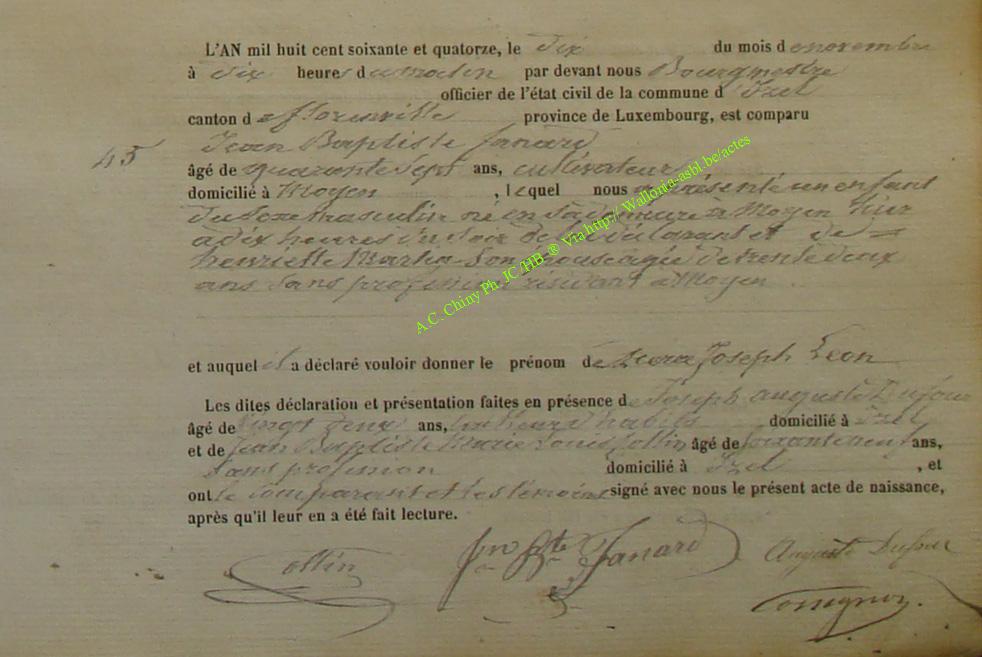 L'AN mil huit cent soixante et quatorze, le dix du mois de novembre
à dix heures du matin par devant nous Bourgmestre
officier de l'état civil de la commune d'Izel
canton de florenville province de Luxembourg, est comparu
45 Jean Baptiste Janard
âgé de quarante sept ans, cultivateur
domicilié à Moyen, lequel nous a présenté un enfant
du sexe masculin né en sa demeure à Moyen hier
à dix heures du soir de lui déclarant et de =
henriette Marlier son épouse agée de trente deux
ans sans profession résidant à Moyen
et auquel il a déclaré vouloir donner le prénom de Joseph Leon
Les dites déclaration et présentation faites en présence de Joseph auguste Dufour
âgé de vingt deux ans, d'habits domicilié à Izel
et de Jean Baptiste Marie Louis Collin âgé de soixante neuf ans,
sans profession domicilié à Izel, et
ont le comparant et les témoins signé avec nous le présent acte de naissance,
après qu'il leur en a été fait lecture.
Collin Jn Bte Janard Auguste Dufour
A.C. Chiny Ph. JC HB ® Via http:// Wallonia-asbl.be/actes